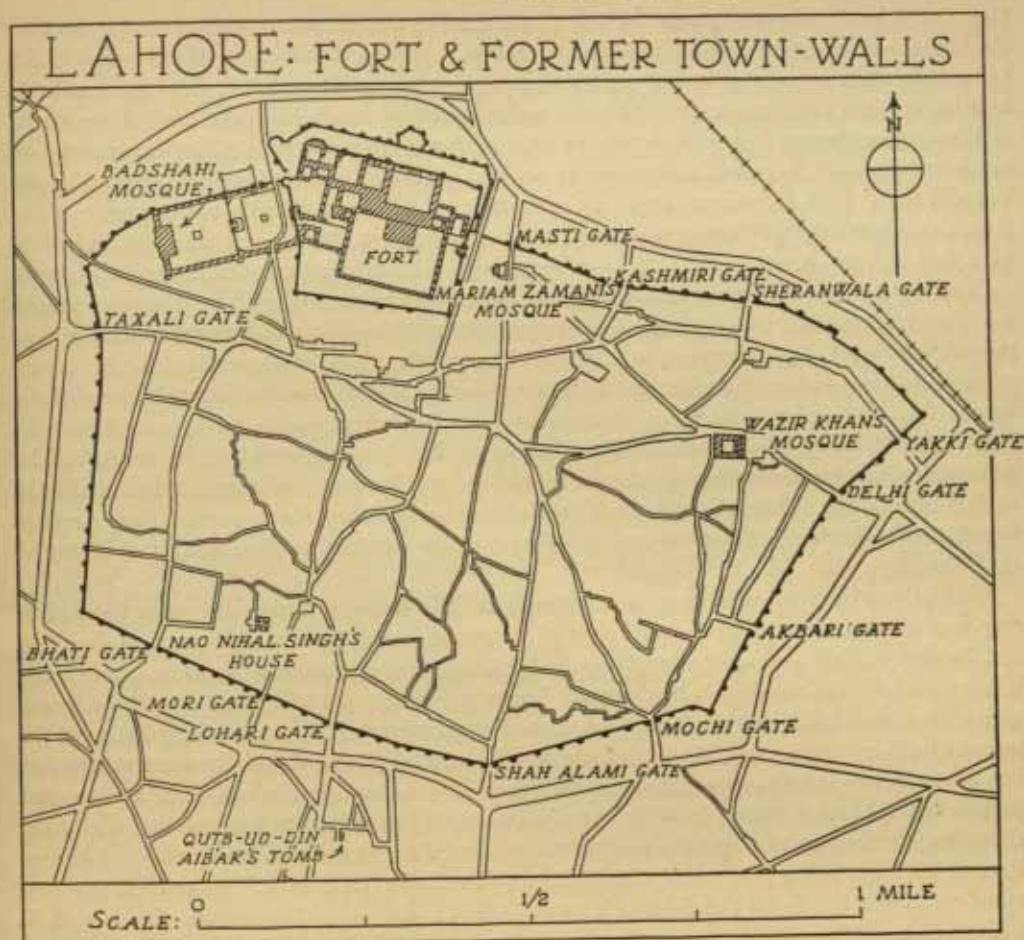 LAHORE: FORT & FORMER TOWN-WALLS
N
BADSHAHI
MOSQUE
FORT
MASTI GATE
KASHMIRI GATE
SHERANWALA GATE
MARIAM ZAMANIS
MOSQUE
TAXALI GATE
WAZIR KHAN'S
MOSQUE
YAKKI GATE
DELHI GATE
AKBARI GATE
NAO NIHAL SINGH'S
HOUSE
BHATI GATE
MORI GATE
LOHARI GATE
MOCHI GATE
SHAH ALAMI GATE
QUTB-UD-DIN
AIBAK'S TOMB
SCALE: 0 1/2 1 MILE